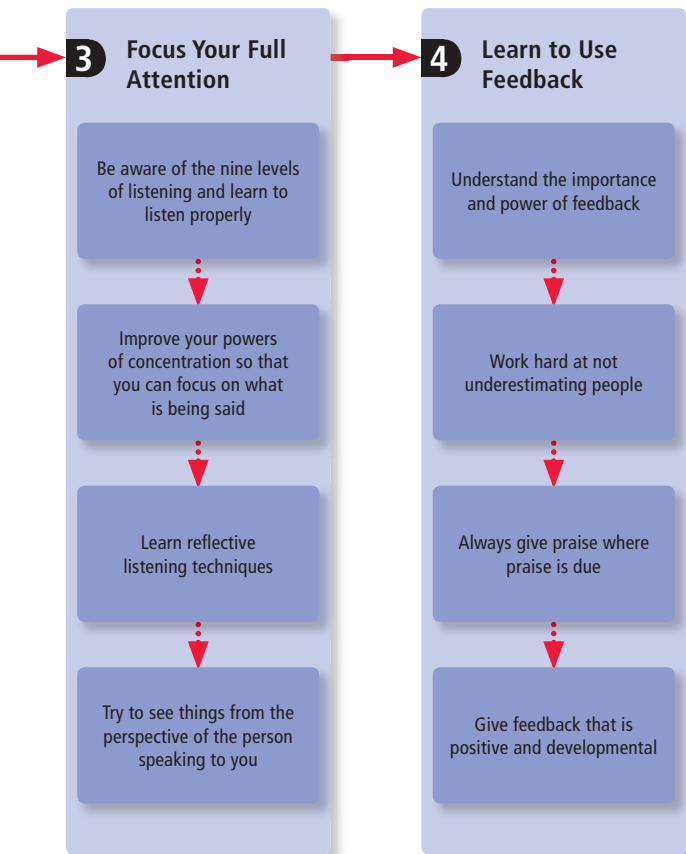 3
Focus Your Full
Attention
Be aware of the nine levels
of listening and learn to
listen properly
Improve your powers
of concentration so that
you can focus on what
is being said
Learn reflective
listening techniques
Try to see things from the
perspective of the person
speaking to you
4
Learn to Use
Feedback
Understand the importance
and power of feedback
Work hard at not
underestimating people
Always give praise where
praise is due
Give feedback that is
positive and developmental